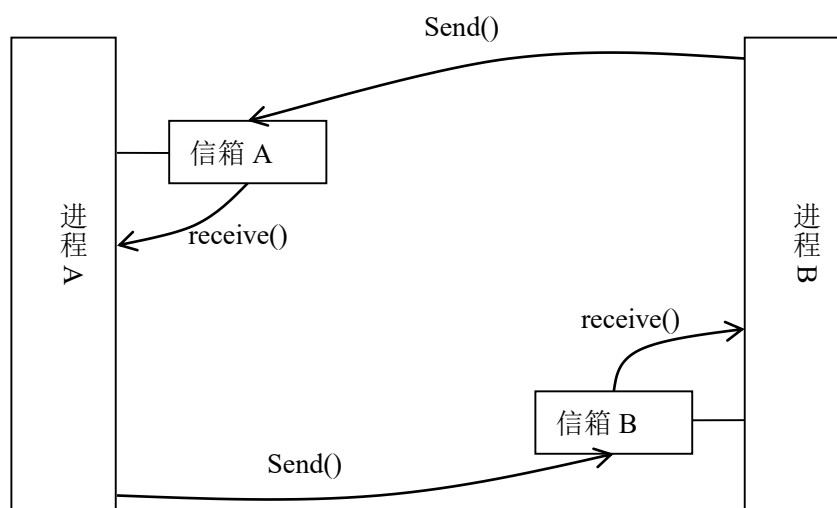 Send()
信箱 A
进程 A
receive()
进程 B
receive()
信箱 B
Send()